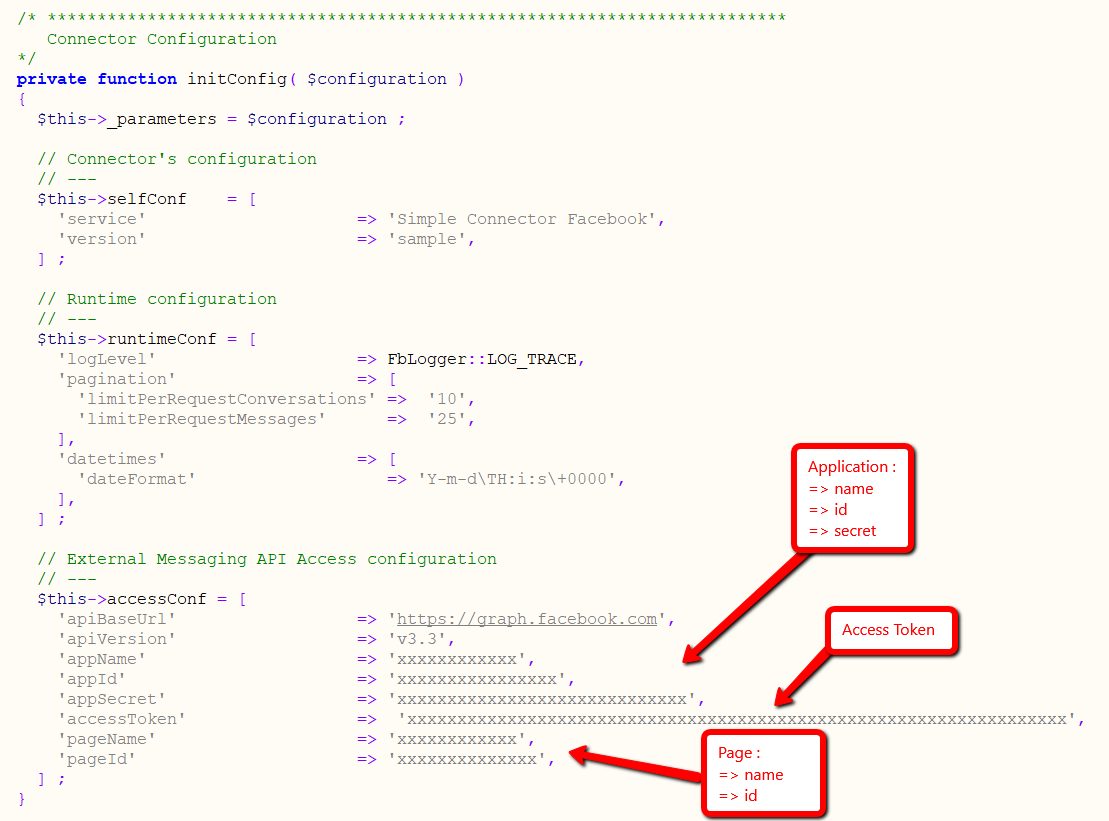 /* **************************************************************************
Connector Configuration
*/
private function initConfig( $configuration )
{
$this->_parameters = $configuration ;
// Connector's configuration
// ---
$this->selfConf    = [
'service'                     => 'Simple Connector Facebook',
'version'                     => 'sample',
] ;
// Runtime configuration
// ---
$this->runtimeConf = [
'logLevel'                    => FbLogger::LOG_TRACE,
'pagination'                  => [
'limitPerRequestConversations' =>  '10',
'limitPerRequestMessages'      =>  '25',
],
'datetimes'                   => [
'dateFormat'                   => 'Y-m-d\TH:i:s\+0000',
],
] ;
// External Messaging API Access configuration
// ---
$this->accessConf = [
'apiBaseUrl'                  => 'https://graph.facebook.com',
'apiVersion'                  => 'v3.3',
'appName'                     => 'xxxxxxxxxxxx',
'appId'                       => 'xxxxxxxxxxxxxxxx',
'appSecret'                   => 'xxxxxxxxxxxxxxxxxxxxxxxxxxxxx',
'accessToken'                 =>  'xxxxxxxxxxxxxxxxxxxxxxxxxxxxxxxxxxxxxxxxxxxxxxxxxxxxxxxxxxxxxxxxxx',
'pageName'                    => 'xxxxxxxxxxxx',
'pageId'                      => 'xxxxxxxxxxxxxx',
] ;
}
Application :
=> name
=> id
=> secret
Access Token
Page :
=> name
=> id